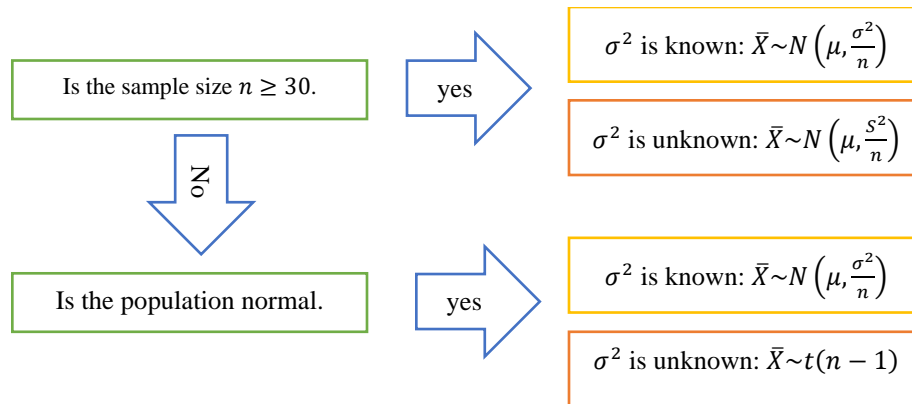 σ² is known: X̄~N(μ, σ²/n)
Is the sample size n ≥ 30.
yes
σ² is unknown: X̄~N(μ, S²/n)
No
σ² is known: X̄~N(μ, σ²/n)
Is the population normal.
yes
σ² is unknown: X̄~t(n − 1)